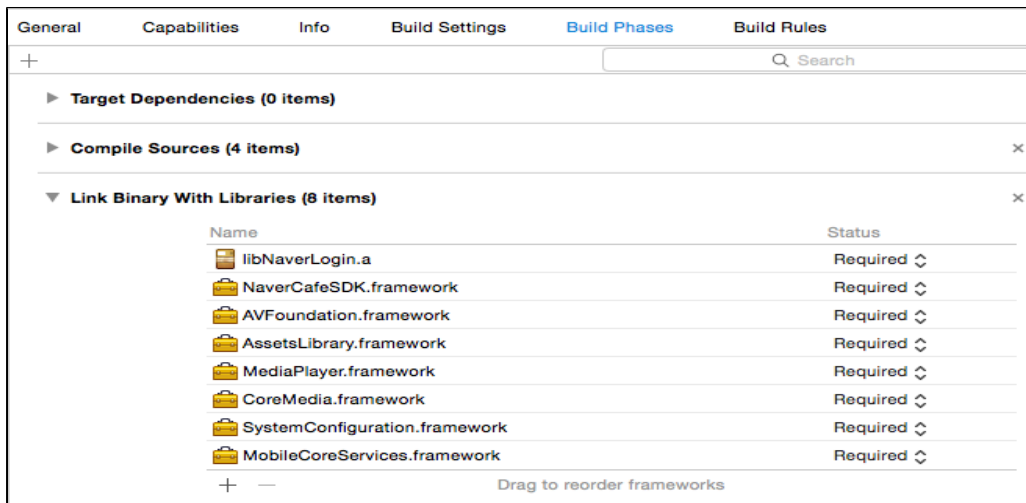 General Capabilities Info Build Settings Build Phases Build Rules
+ Search
Target Dependencies (0 items)
Compile Sources (4 items) ×
Link Binary With Libraries (8 items) ×
Name Status
libNaverLogin.a Required
NaverCafeSDK.framework Required
AVFoundation.framework Required
AssetsLibrary.framework Required
MediaPlayer.framework Required
CoreMedia.framework Required
SystemConfiguration.framework Required
MobileCoreServices.framework Required
+ — Drag to reorder frameworks